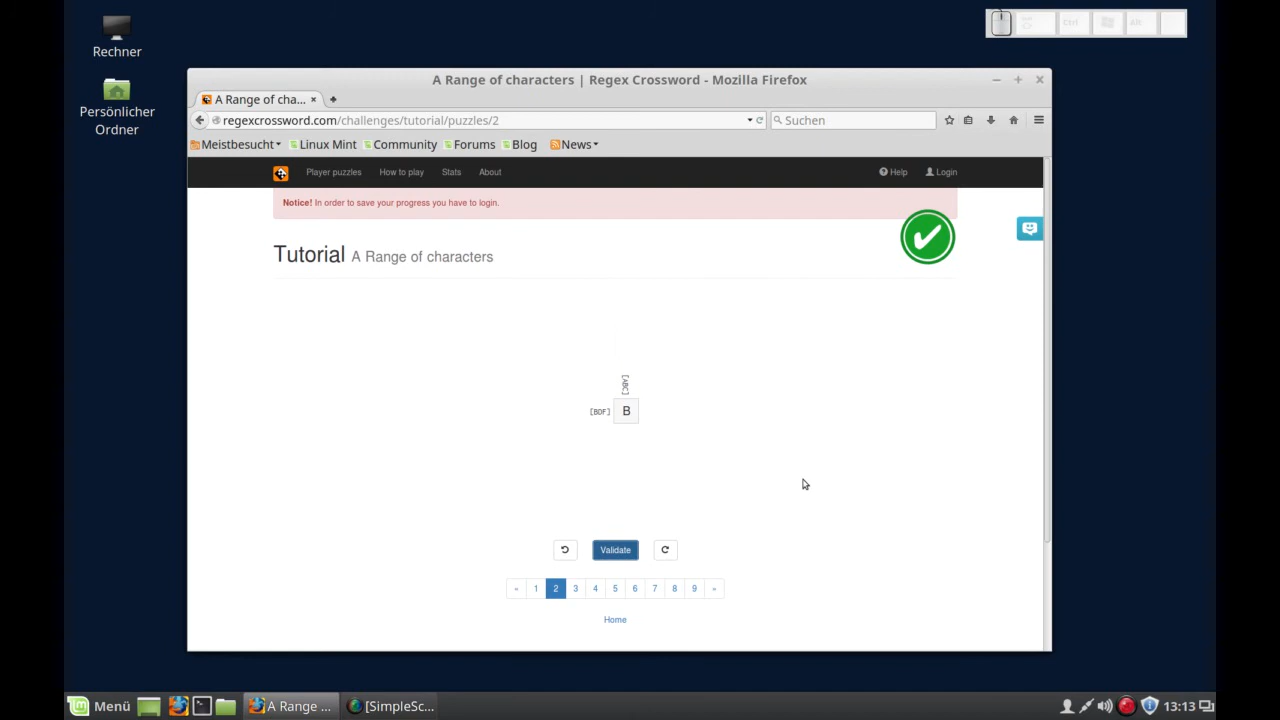 Rechner
Persönlicher
Ordner
Ctrl
Alt
A Range of characters | Regex Crossword - Mozilla Firefox
A Range of cha...
regexcrossword.com/challenges/tutorial/puzzles/2
Suchen
Meistbesucht
Linux Mint
Community
Forums
Blog
News
Player puzzles
How to play
Stats
About
Help
Login
Notice! In order to save your progress you have to login.
Tutorial A Range of characters
[ABC]
[BDF]
B
Validate
« 1 2 3 4 5 6 7 8 9 »
Home
Menü
A Range ...
[SimpleSc...
13:13